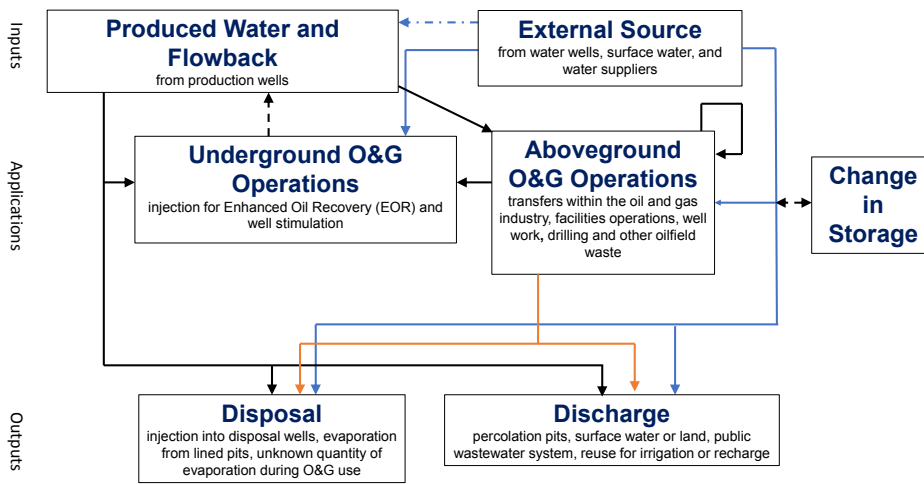 Inputs
Produced Water and
Flowback
from production wells
External Source
from water wells, surface water, and
water suppliers
Applications
Underground O&G
Operations
injection for Enhanced Oil Recovery (EOR) and
well stimulation
Aboveground
O&G Operations
transfers within the oil and gas
industry, facilities operations, well
work, drilling and other oilfield
waste
Change
in
Storage
Outputs
Disposal
injection into disposal wells, evaporation
from lined pits, unknown quantity of
evaporation during O&G use
Discharge
percolation pits, surface water or land, public
wastewater system, reuse for irrigation or recharge